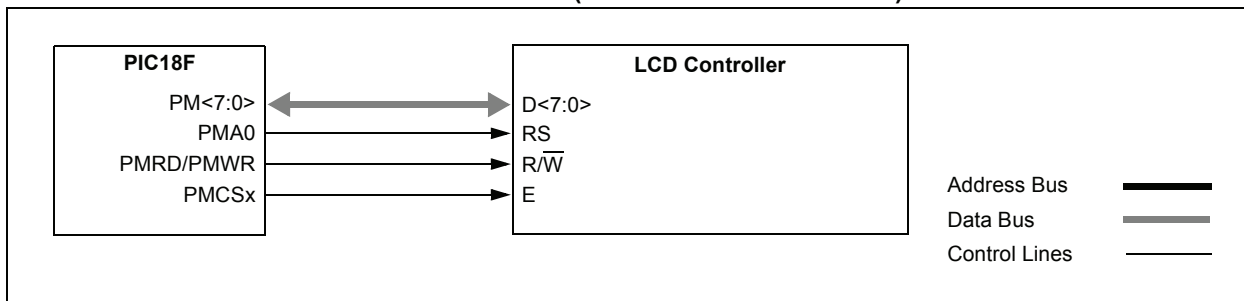 PIC18F
LCD Controller
PM<7:0>
D<7:0>
PMA0
RS
PMRD/PMWR
R/W̅
PMCSx
E
Address Bus
Data Bus
Control Lines